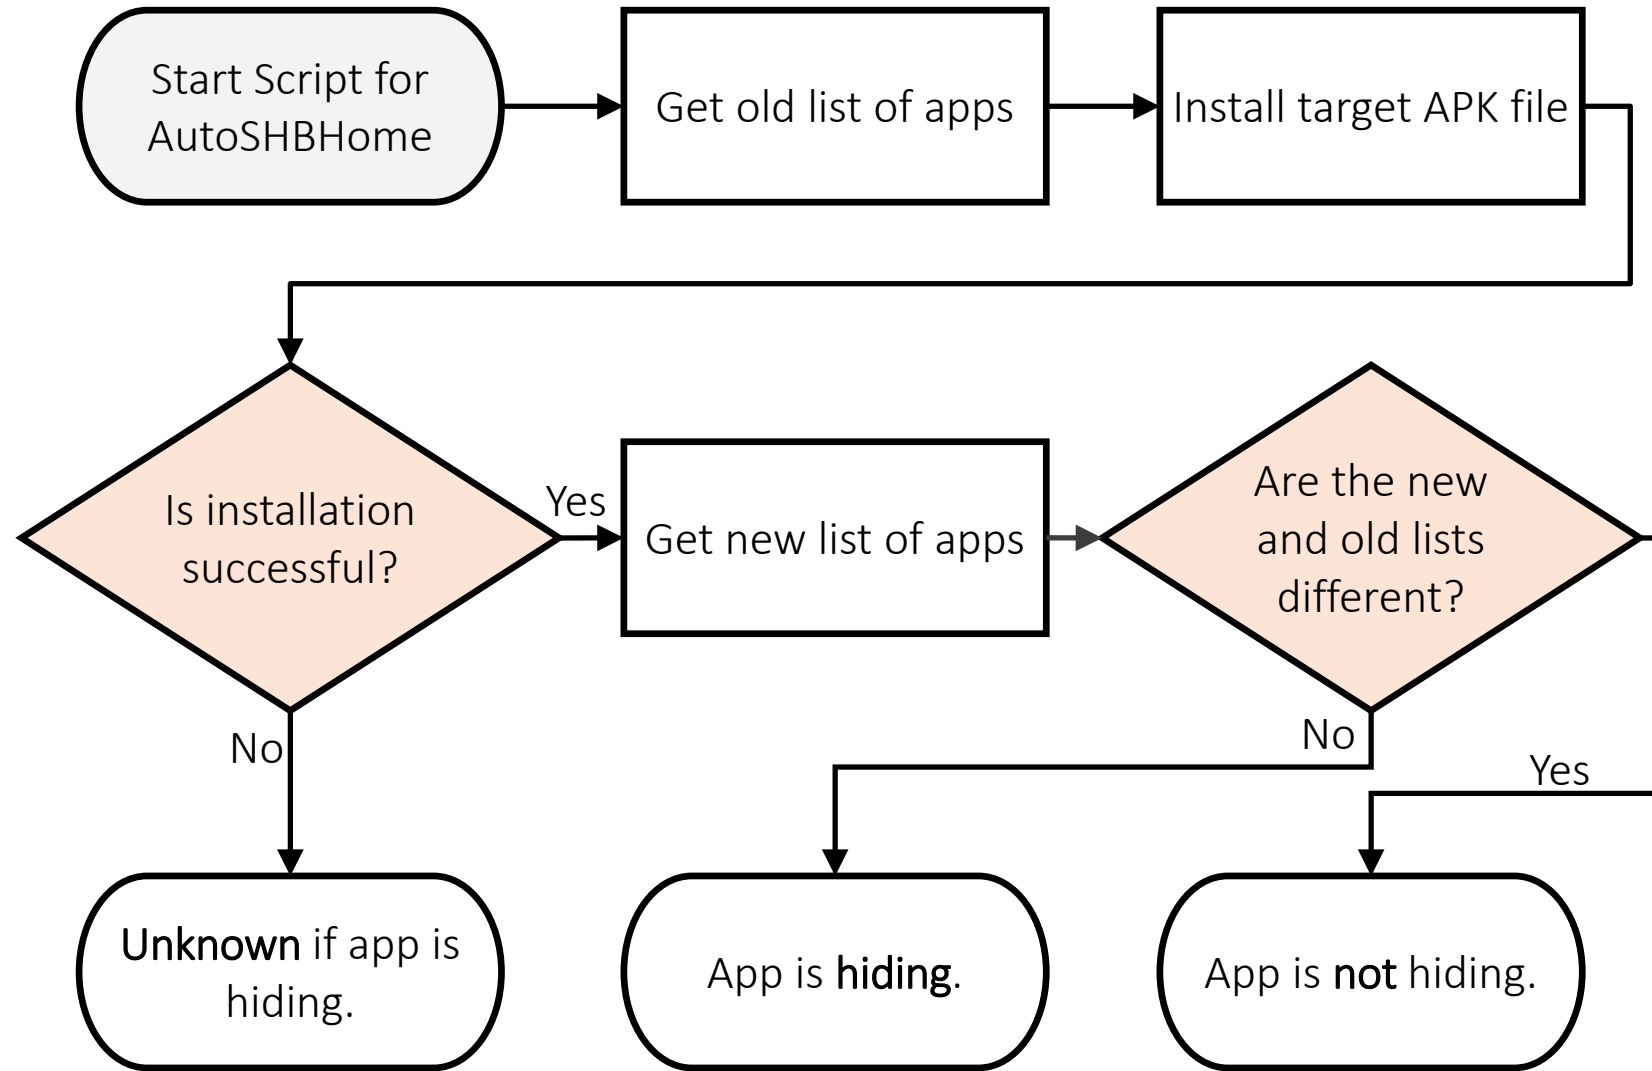 Start Script for
AutoSHBHome
Get old list of apps
Install target APK file
Is installation
successful?
Yes
Get new list of apps
Are the new
and old lists
different?
No
No
Yes
Unknown if app is
hiding.
App is hiding.
App is not hiding.